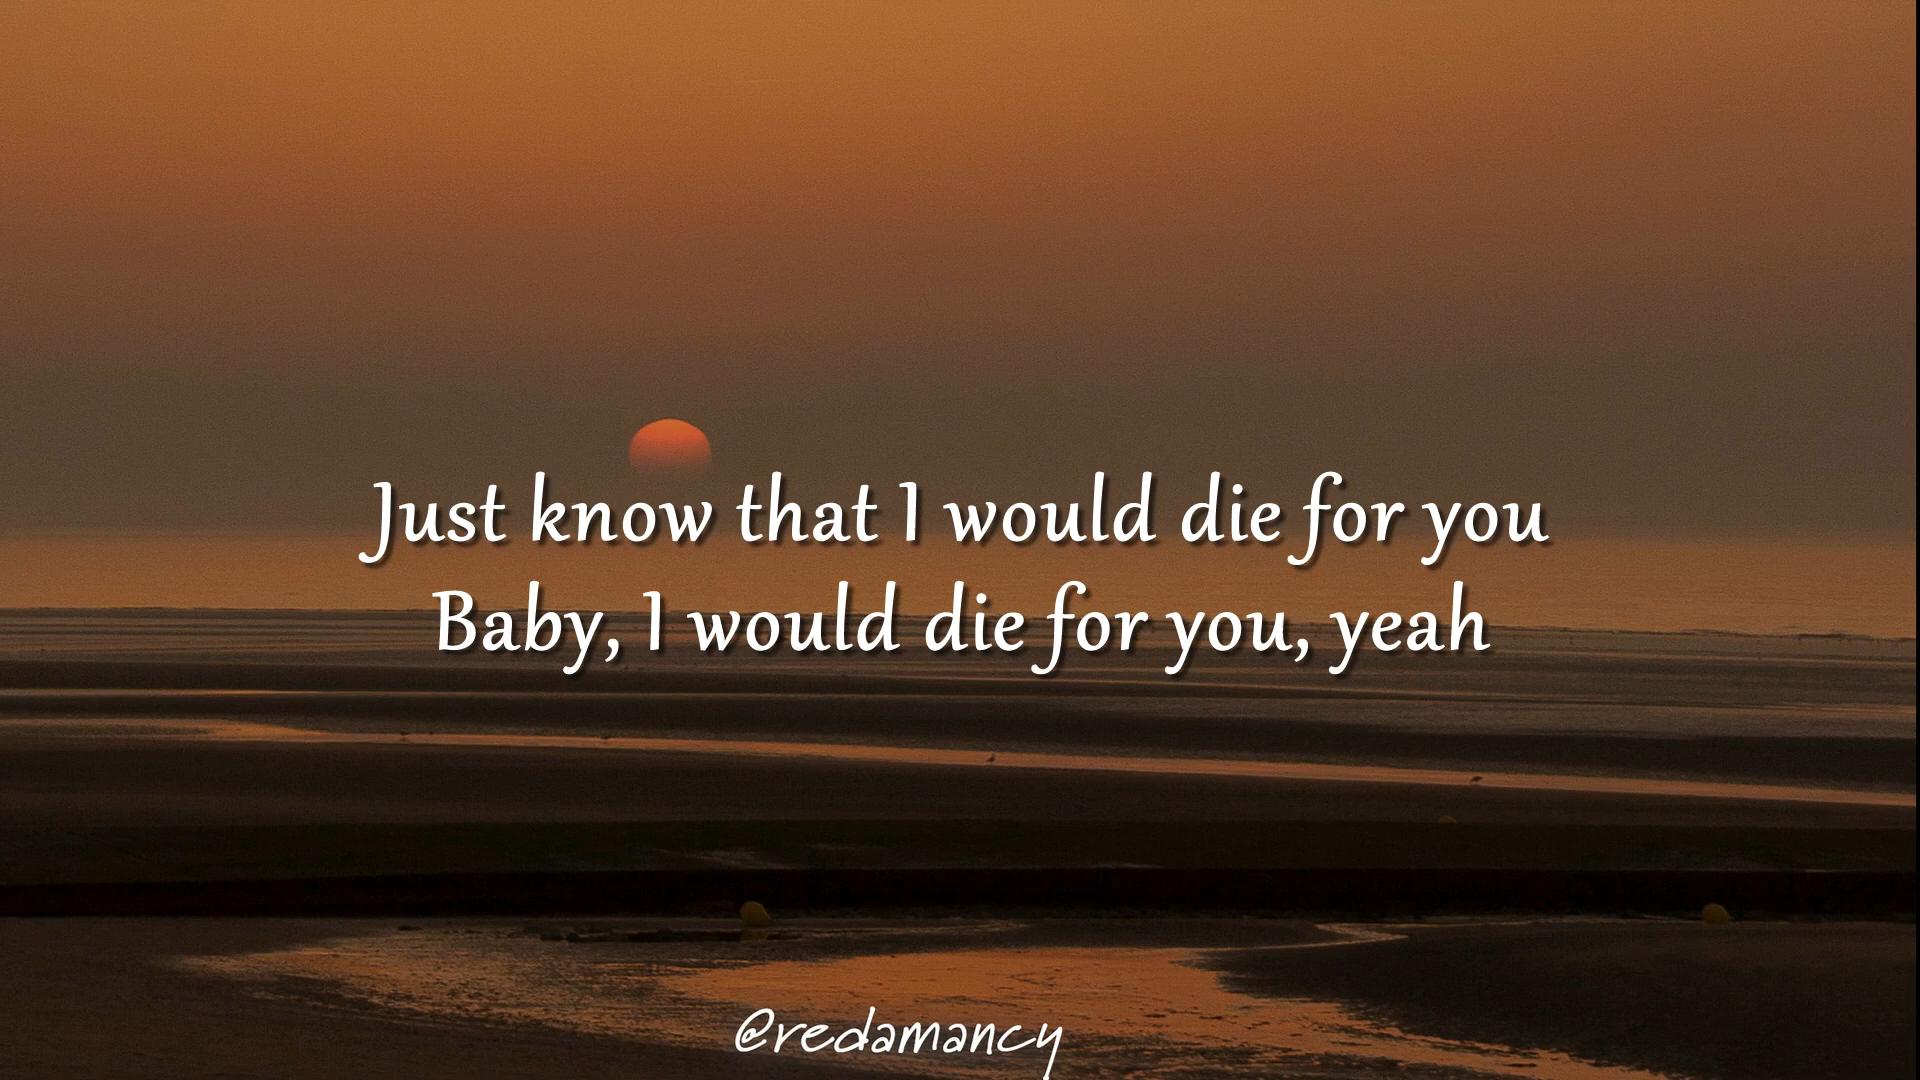 Just know that I would die for you
Baby, I would die for you, yeah
@redamancy